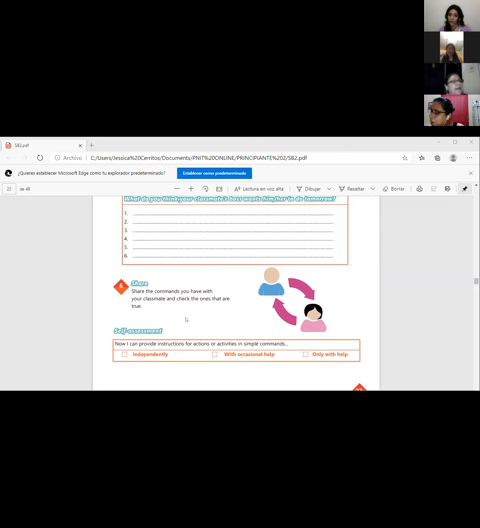 SB2.pdf
Archivo
C:/Users/Jessica%20Cerritos/Documents/PNIT%20ONLINE/PRINCIPIANTE%202/SB2.pdf
¿Quieres establecer Microsoft Edge como tu explorador predeterminado?
Establecer como predeterminado
de 48
Lectura en voz alta
Dibujar
Resaltar
Borrar
What do you think your classmate's boss wants him/her to do tomorrow?
1.
2.
3.
4.
5.
6.
6
Share
Share the commands you have with
your classmate and check the ones that are
true.
Self-assessment
Now I can provide instructions for actions or activities in simple commands...
Independently
With occasional help
Only with help